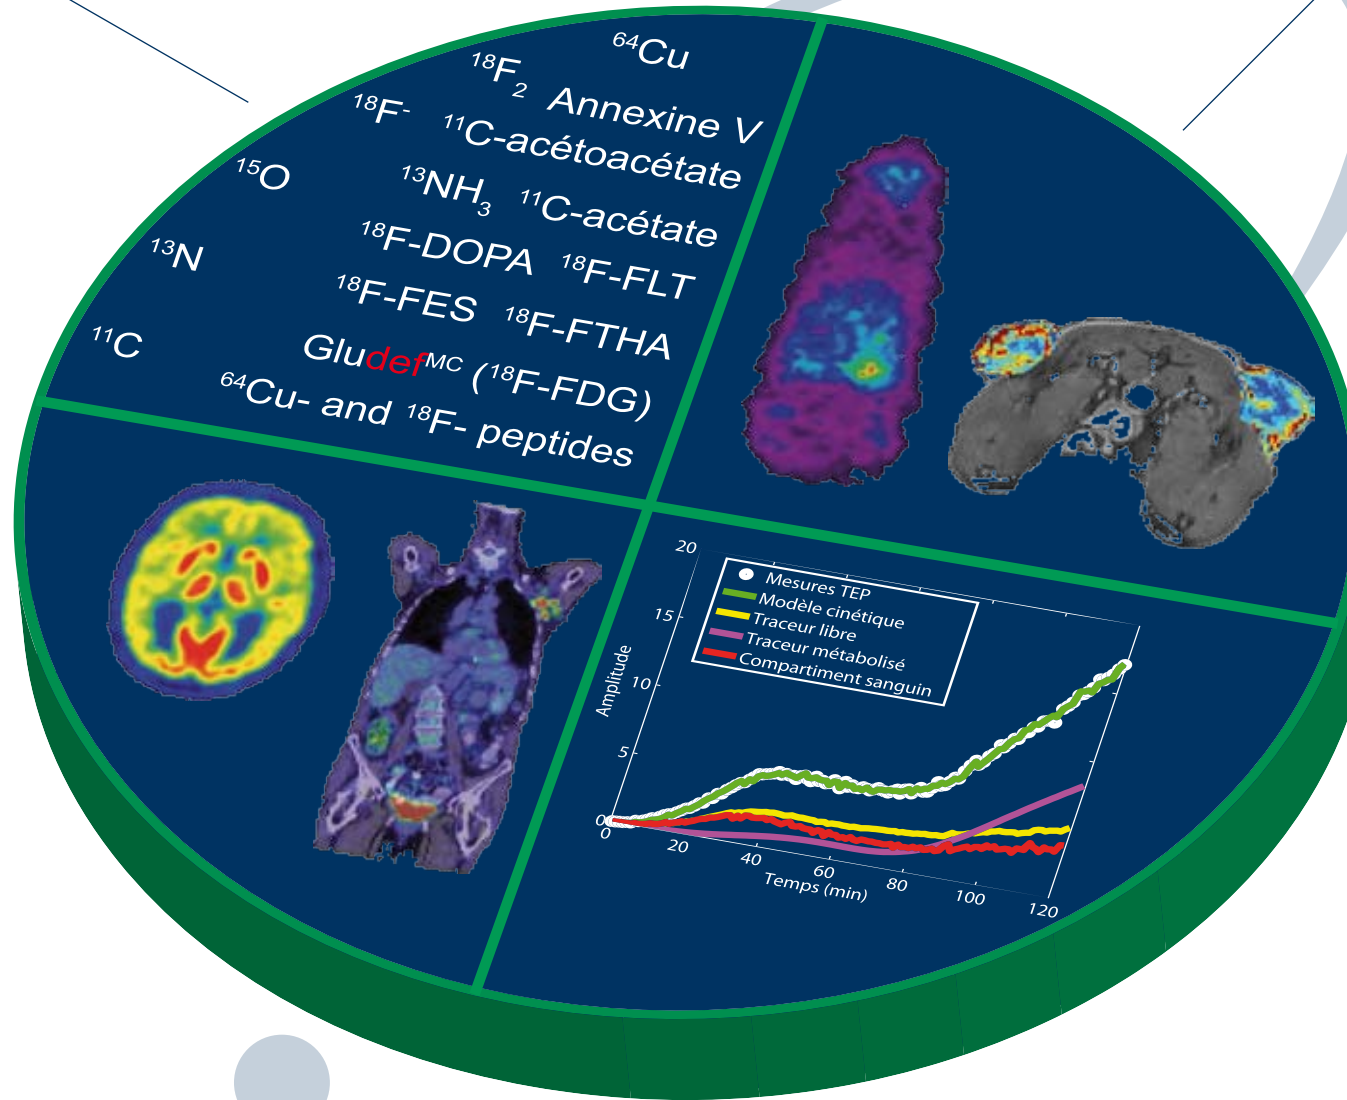 ⁶⁴Cu
¹⁸F₂ Annexine V
¹⁸F⁻ ¹¹C-acétoacétate
¹⁵O ¹³NH₃ ¹¹C-acétate
¹⁸F-DOPA ¹⁸F-FLT
¹³N ¹⁸F-FES ¹⁸F-FTHA
¹¹C Gludefᴹᶜ (¹⁸F-FDG)
⁶⁴Cu- and ¹⁸F- peptides
Mesures TEP
Modèle cinétique
Traceur libre
Traceur métabolisé
Compartiment sanguin
Amplitude
20
15
10
5
0
0 20 40 60 80 100 120
Temps (min)